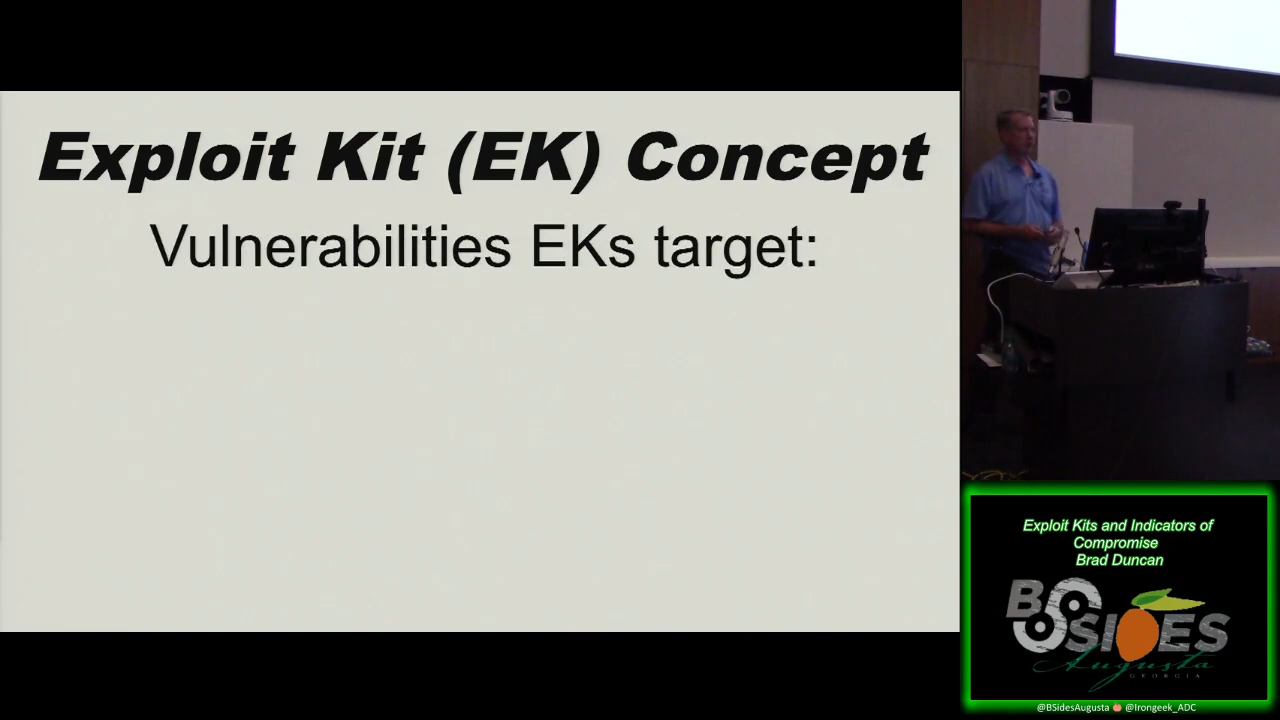 Exploit Kit (EK) Concept
Vulnerabilities EKs target:
Exploit Kits and Indicators of
Compromise
Brad Duncan
BSIDES
Augusta
GEORGIA
@BSidesAugusta @Irongeek_ADC